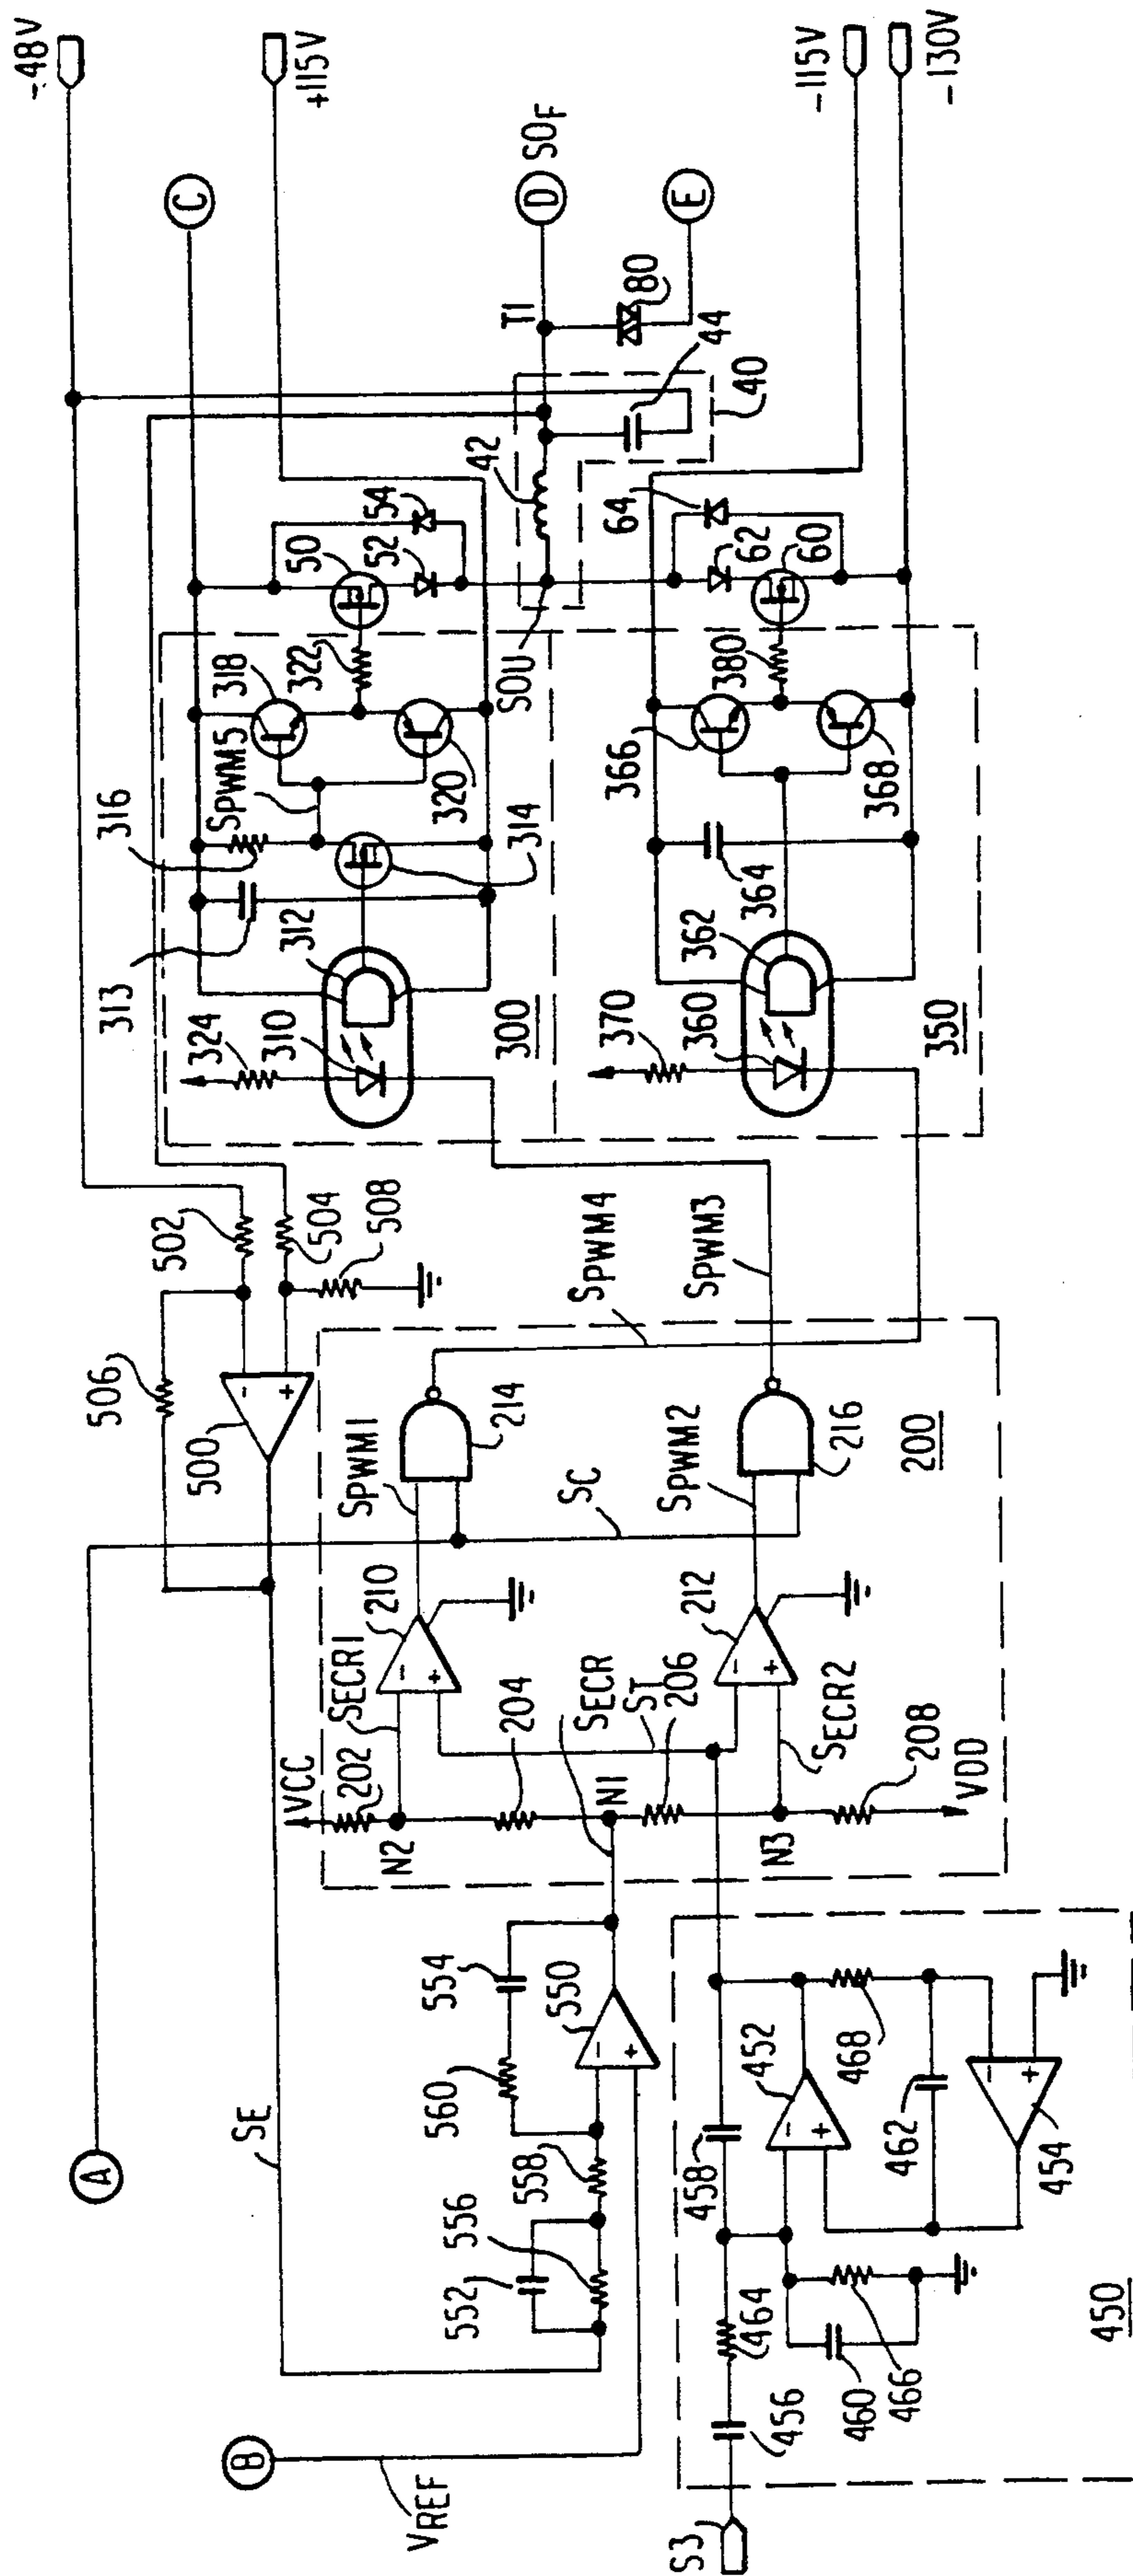 -48V
C
+115V
D SOF
E
-115V
-130V
T1
80
44
40
42
54
52
50
64
62
60
SOU
322
318
SPWM5
316
320
314
313
312
324
310
300
380
366
368
364
362
370
360
350
502
504
508
506
500
-
+
SPWM4
SPWM3
214
SPWM1
SC
SPWM2
216
200
210
-
+
212
-
+
SECR1
SECR
ST
206
204
SECR2
208
VCC
202
N2
N1
N3
VDD
A
SE
554
550
-
+
560
558
556
552
B
VREF
452
-
+
468
458
462
454
-
+
464
456
460
466
450
S3